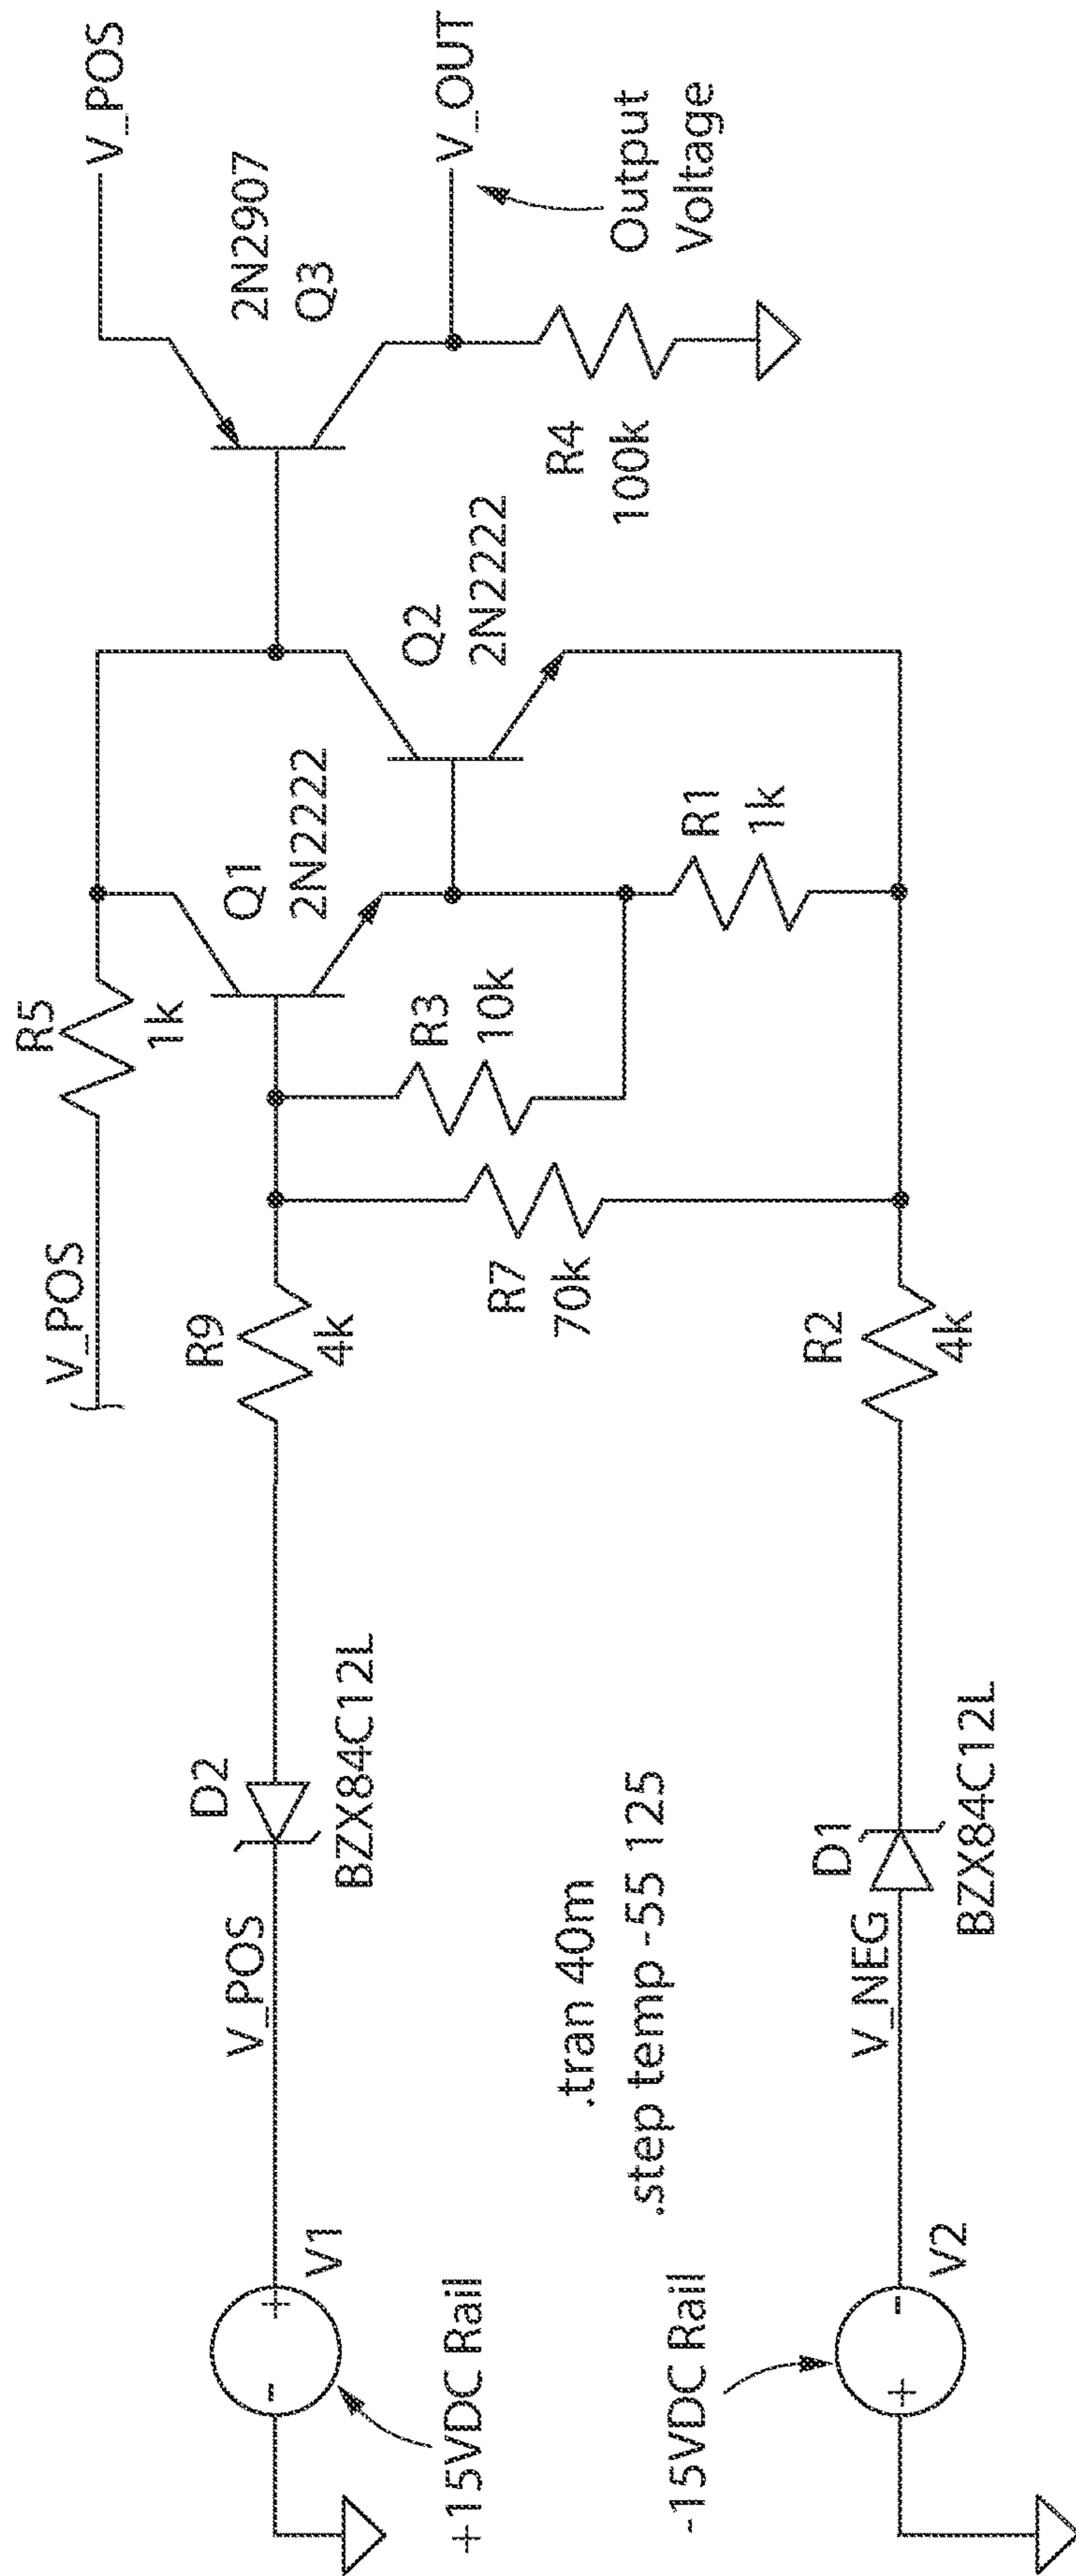 V_POS
R5
1k
V_POS
2N2907
Q3
V_OUT
Output
Voltage
R4
100k
Q2
2N2222
Q1
2N2222
R3
10k
R1
1k
R7
70k
R9
4k
R2
4k
D2
BZX84C12L
V_POS
V1
+
-
+15VDC Rail
.tran 40m
.step temp -55 125
D1
BZX84C12L
V_NEG
V2
-
+
-15VDC Rail